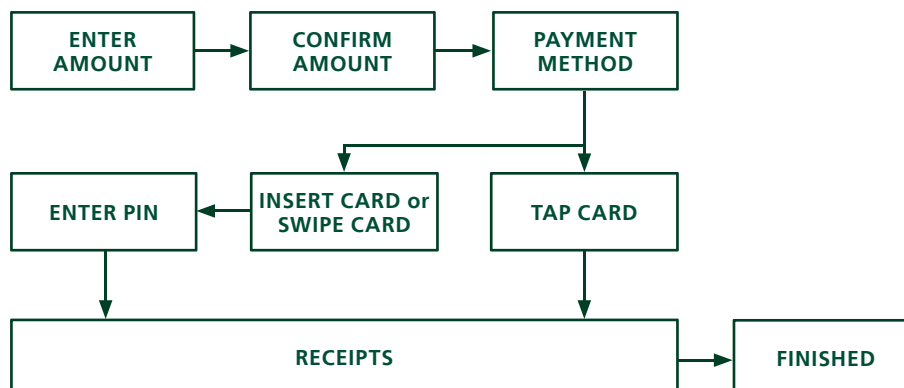 ENTER
AMOUNT
CONFIRM
AMOUNT
PAYMENT
METHOD
ENTER PIN
INSERT CARD or
SWIPE CARD
TAP CARD
RECEIPTS
FINISHED